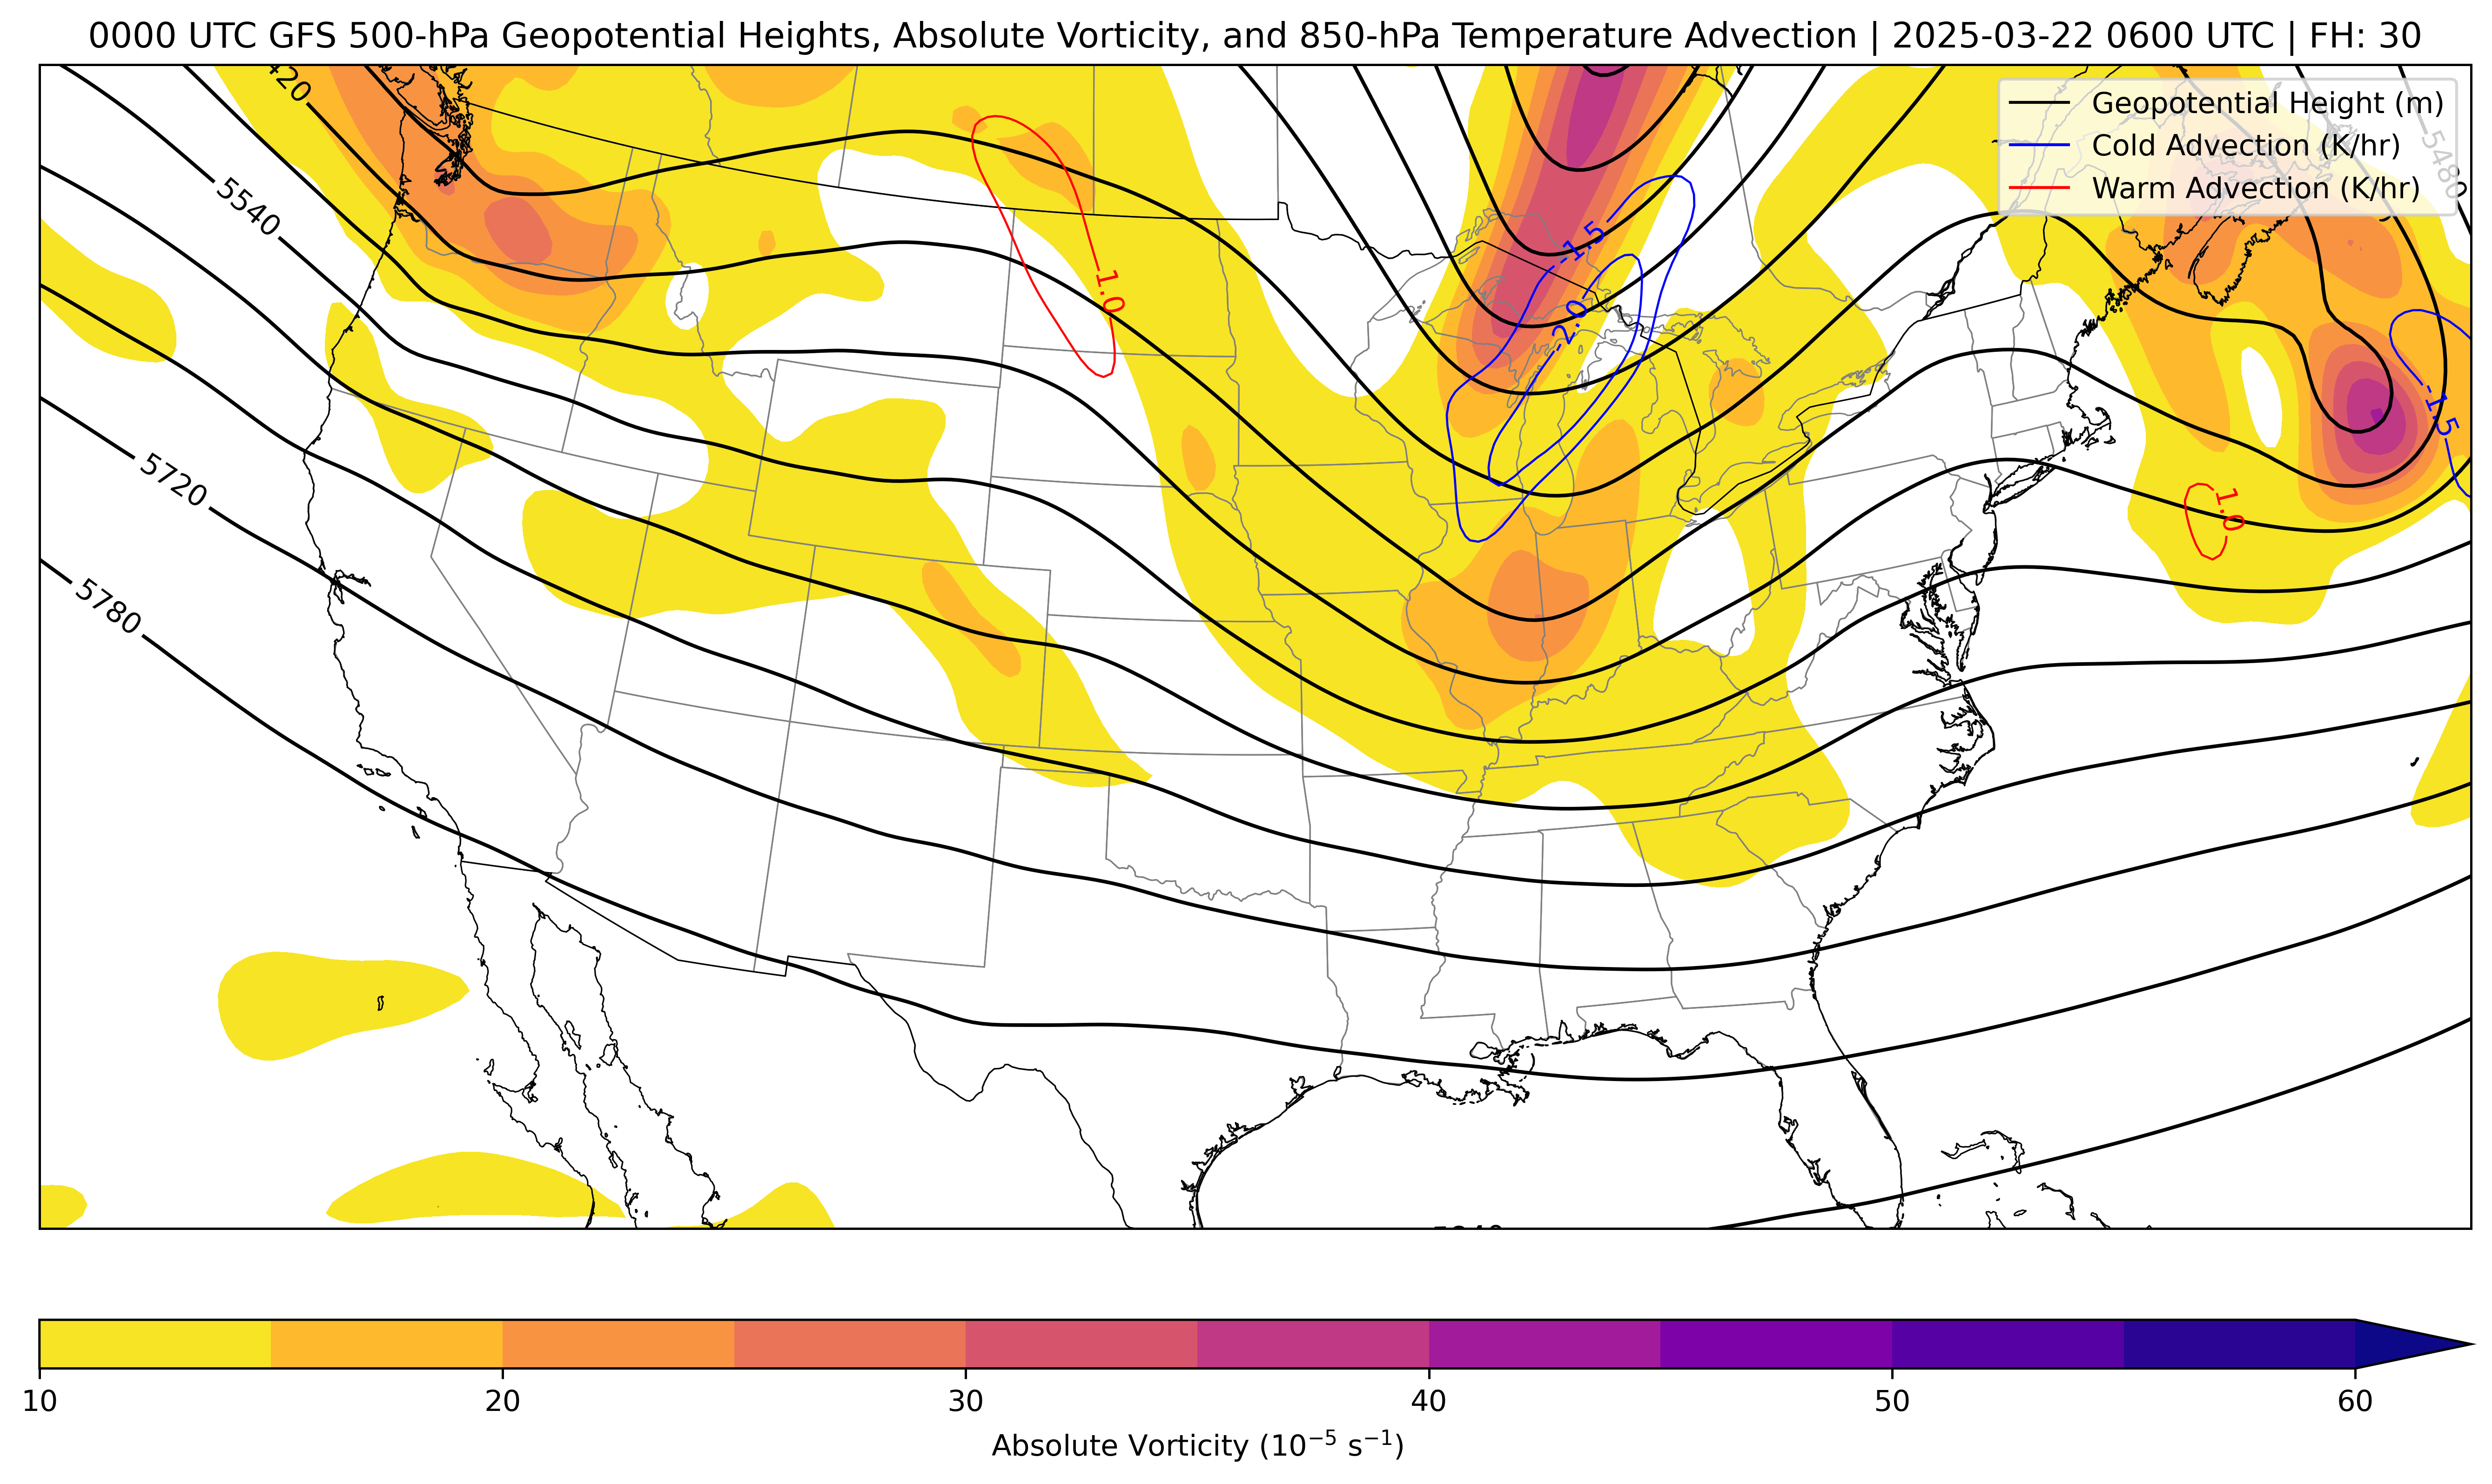 0000 UTC GFS 500-hPa Geopotential Heights, Absolute Vorticity, and 850-hPa Temperature Advection | 2025-03-22 0600 UTC | FH: 30
Geopotential Height (m)
Cold Advection (K/hr)
Warm Advection (K/hr)
420
5480
5540
-1.5
1.0
-2.0
-1.5
5720
1.0
5780
10 20 30 40 50 60
Absolute Vorticity (10⁻⁵ s⁻¹)